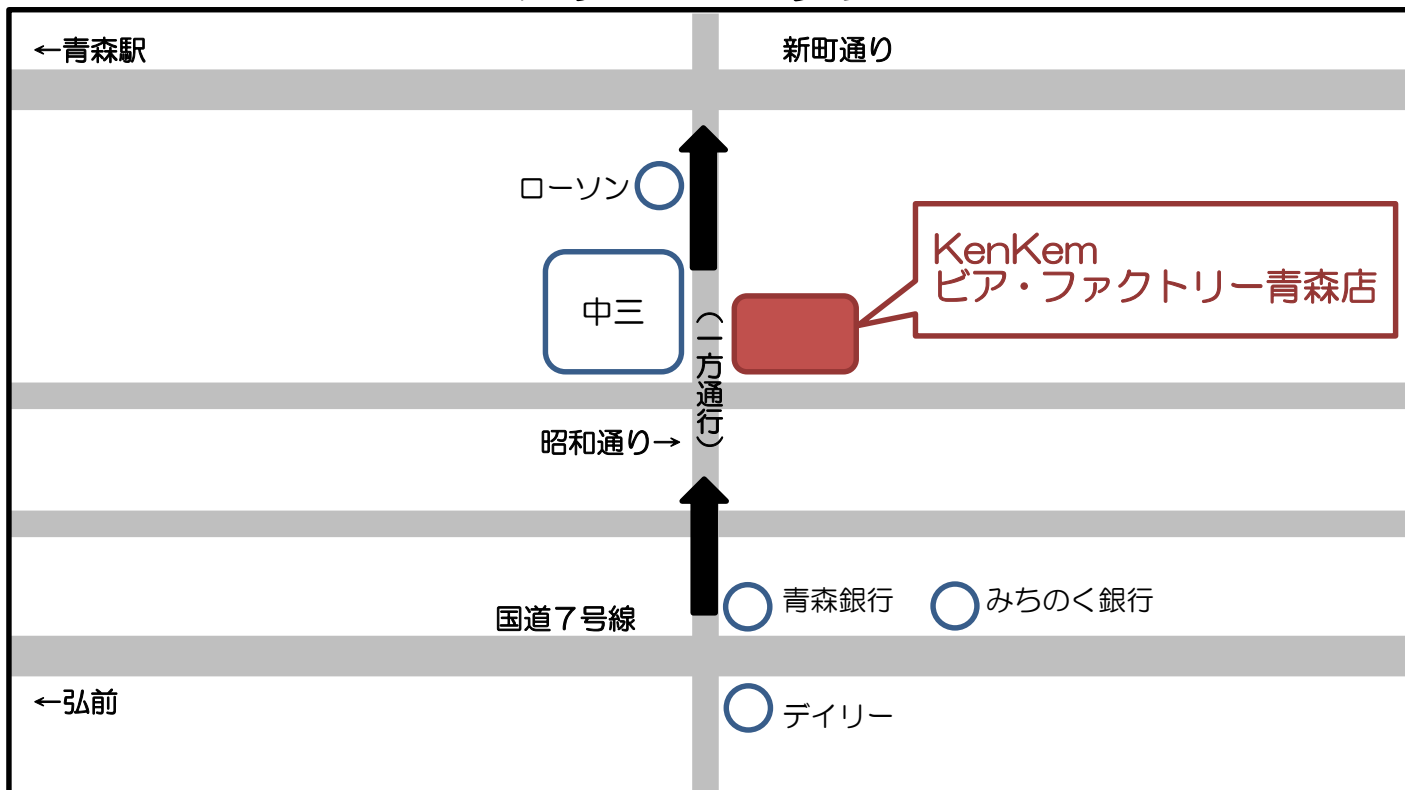 ←青森駅
新町通り
ローソン
KenKem
ビア・ファクトリー青森店
中三
（一方通行）
昭和通り→
青森銀行
みちのく銀行
国道７号線
←弘前
デイリー